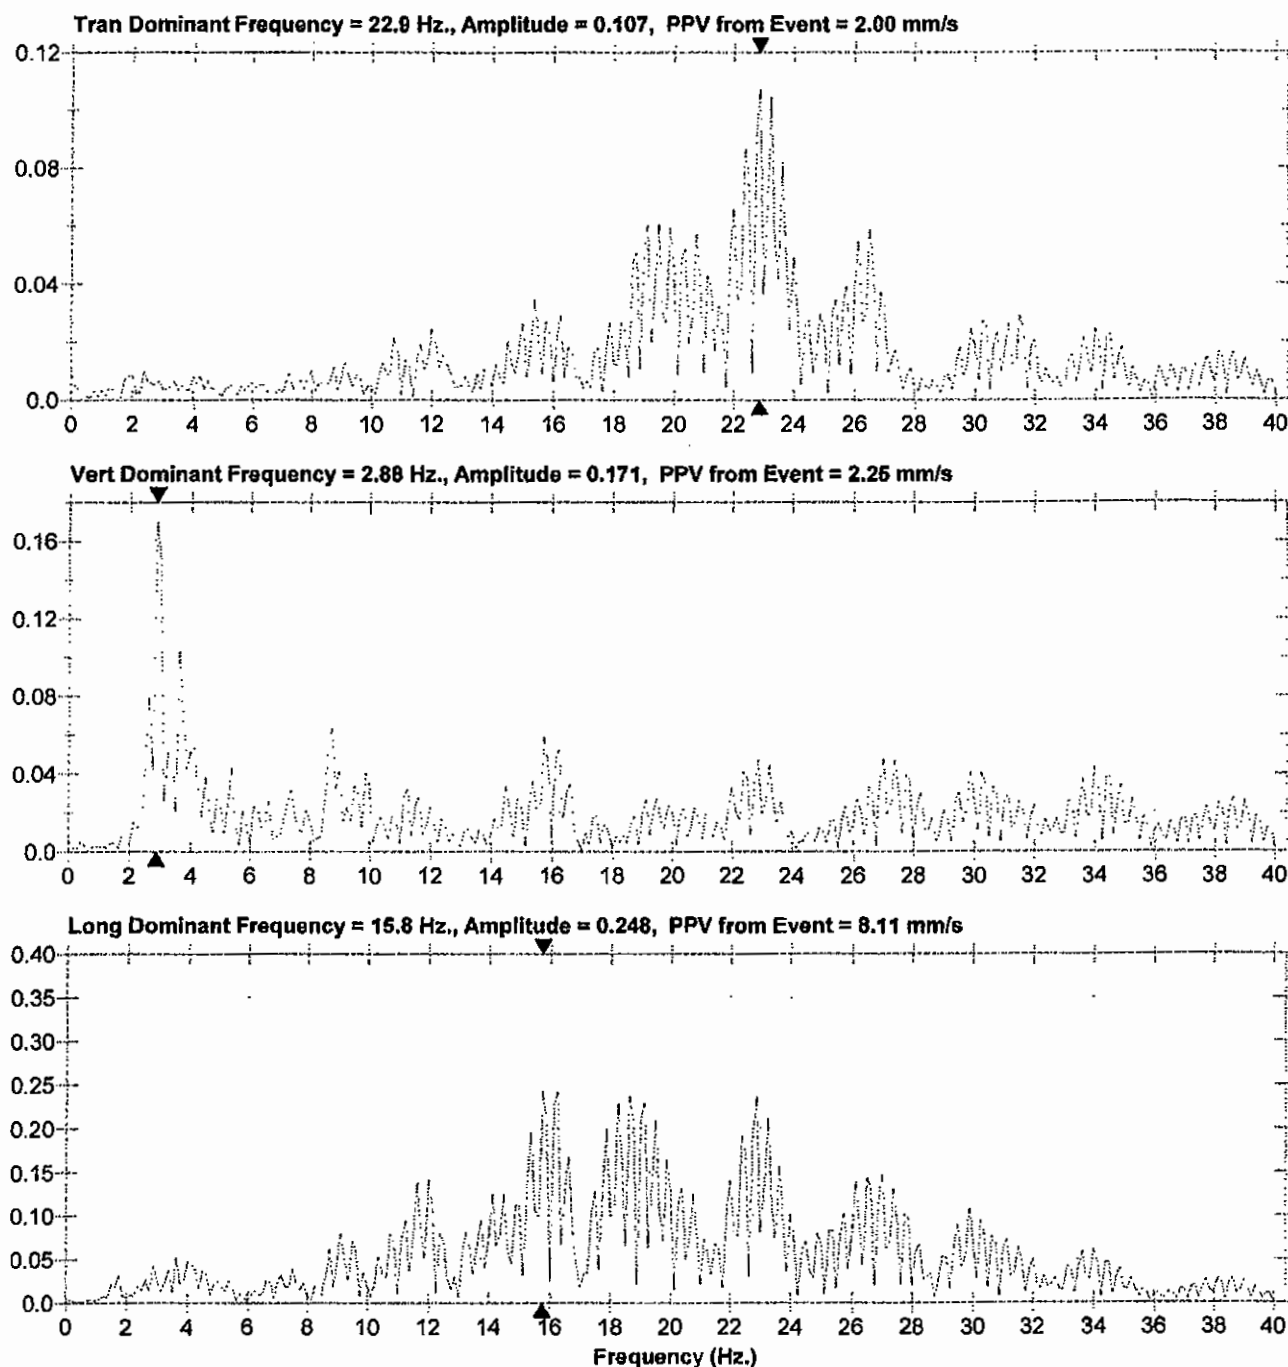 Tran Dominant Frequency = 22.9 Hz., Amplitude = 0.107, PPV from Event = 2.00 mm/s
0.12
0.08
0.04
0.0
0 2 4 6 8 10 12 14 16 18 20 22 24 26 28 30 32 34 36 38 40
Vert Dominant Frequency = 2.88 Hz., Amplitude = 0.171, PPV from Event = 2.25 mm/s
0.16
0.12
0.08
0.04
0.0
0 2 4 6 8 10 12 14 16 18 20 22 24 26 28 30 32 34 36 38 40
Long Dominant Frequency = 15.8 Hz., Amplitude = 0.248, PPV from Event = 8.11 mm/s
0.40
0.35
0.30
0.25
0.20
0.15
0.10
0.05
0.0
0 2 4 6 8 10 12 14 16 18 20 22 24 26 28 30 32 34 36 38 40
Frequency (Hz.)